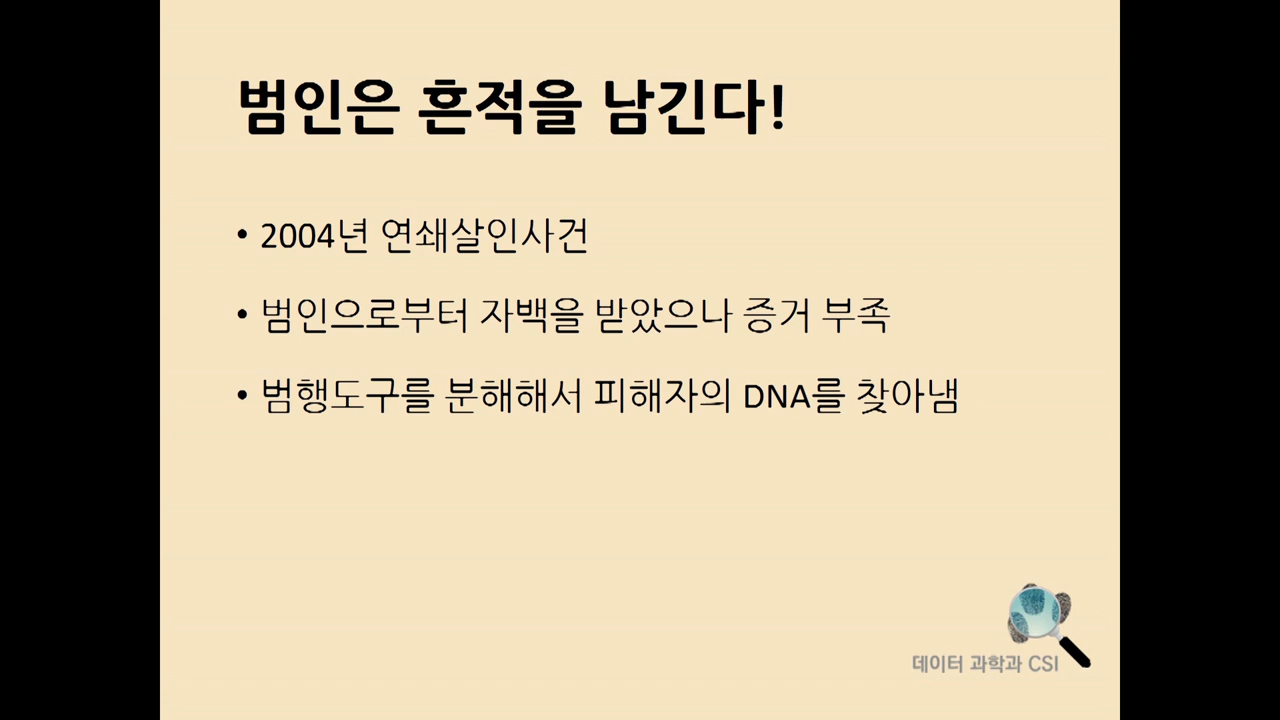 범인은 흔적을 남긴다!
• 2004년 연쇄살인사건
• 범인으로부터 자백을 받았으나 증거 부족
• 범행도구를 분해해서 피해자의 DNA를 찾아냄
데이터 과학과 CSI